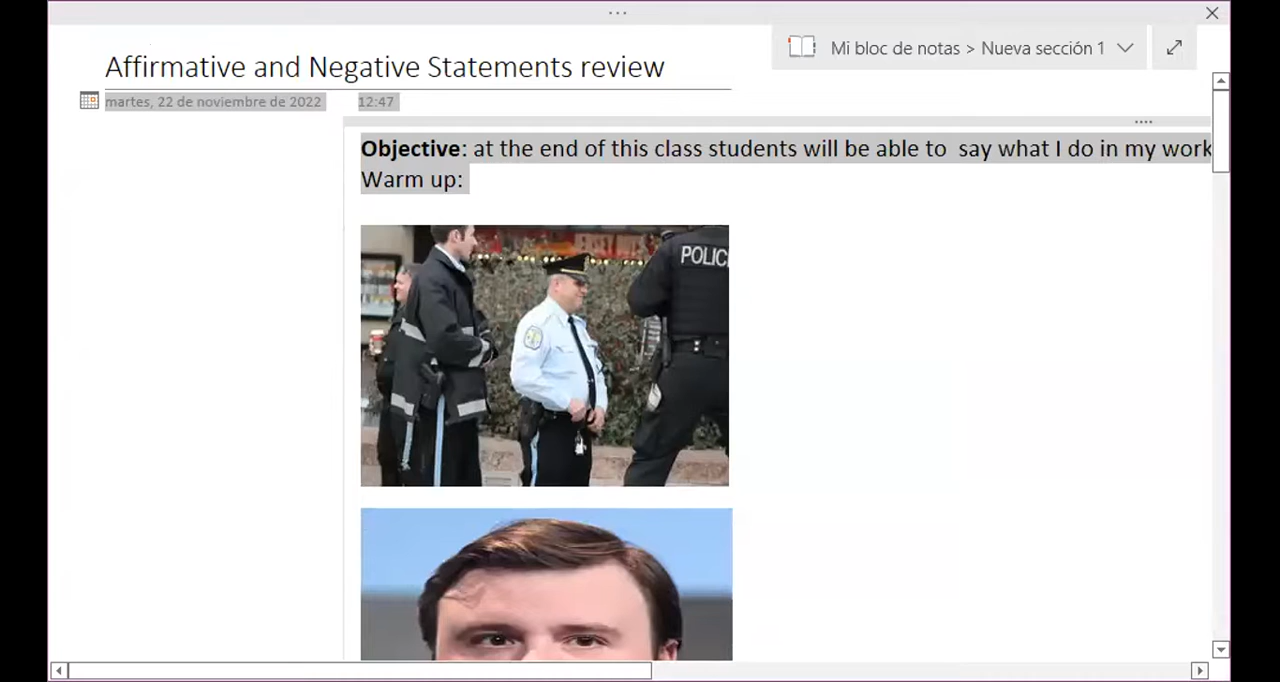 Mi bloc de notas > Nueva sección 1
Affirmative and Negative Statements review
martes, 22 de noviembre de 2022 12:47
Objective: at the end of this class students will be able to say what I do in my work
Warm up:
POLIC